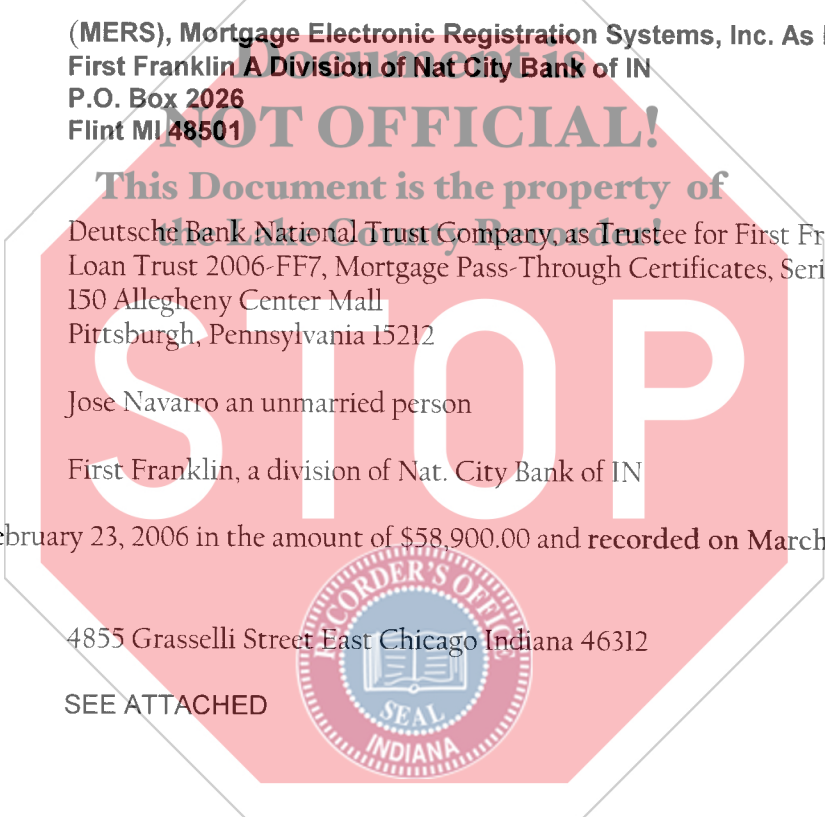 (MERS), Mortgage Electronic Registration Systems, Inc. As
First Franklin A Division of Nat City Bank of IN
P.O. Box 2026
Flint MI 48501
Document is
NOT OFFICIAL!
This Document is the property of
the Lake County Recorder!
Deutsche Bank National Trust Company, as Trustee for First Fr
Loan Trust 2006-FF7, Mortgage Pass-Through Certificates, Seri
150 Allegheny Center Mall
Pittsburgh, Pennsylvania 15212
STOP
Jose Navarro an unmarried person
First Franklin, a division of Nat. City Bank of IN
ebruary 23, 2006 in the amount of $58,900.00 and recorded on March
RECORDER'S OFFICE
4855 Grasselli Street East Chicago Indiana 46312
SEE ATTACHED
SEAL
INDIANA